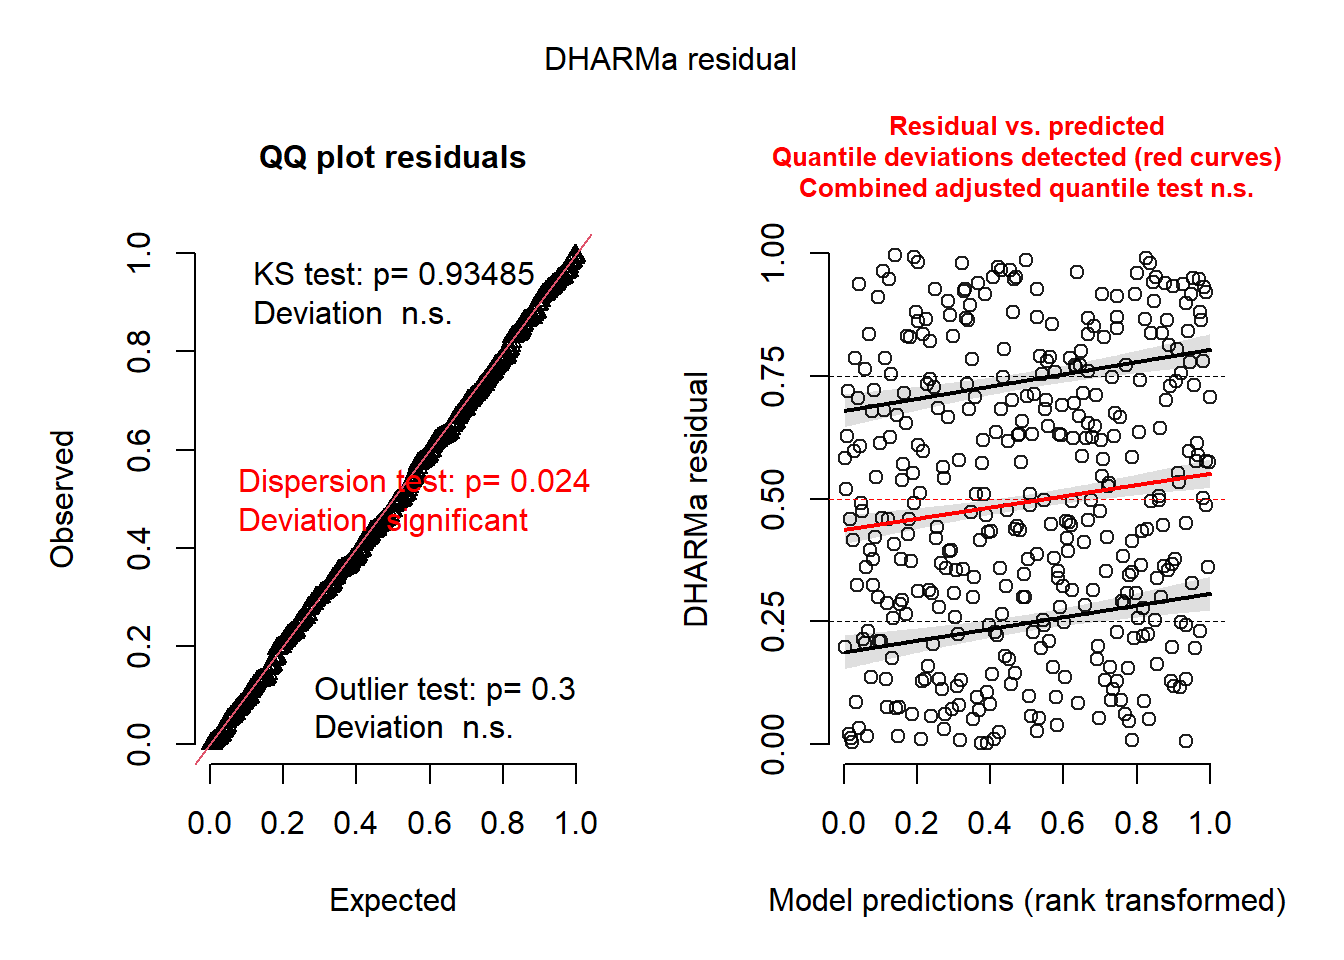 DHARMa residual
QQ plot residuals
KS test: p= 0.93485
Deviation  n.s.
Dispersion test: p= 0.024
Deviation  significant
Outlier test: p= 0.3
Deviation  n.s.
Observed
0.0
0.2
0.4
0.6
0.8
1.0
0.0 0.2 0.4 0.6 0.8 1.0
Expected
Residual vs. predicted
Quantile deviations detected (red curves)
Combined adjusted quantile test n.s.
DHARMa residual
0.00
0.25
0.50
0.75
1.00
0.0 0.2 0.4 0.6 0.8 1.0
Model predictions (rank transformed)